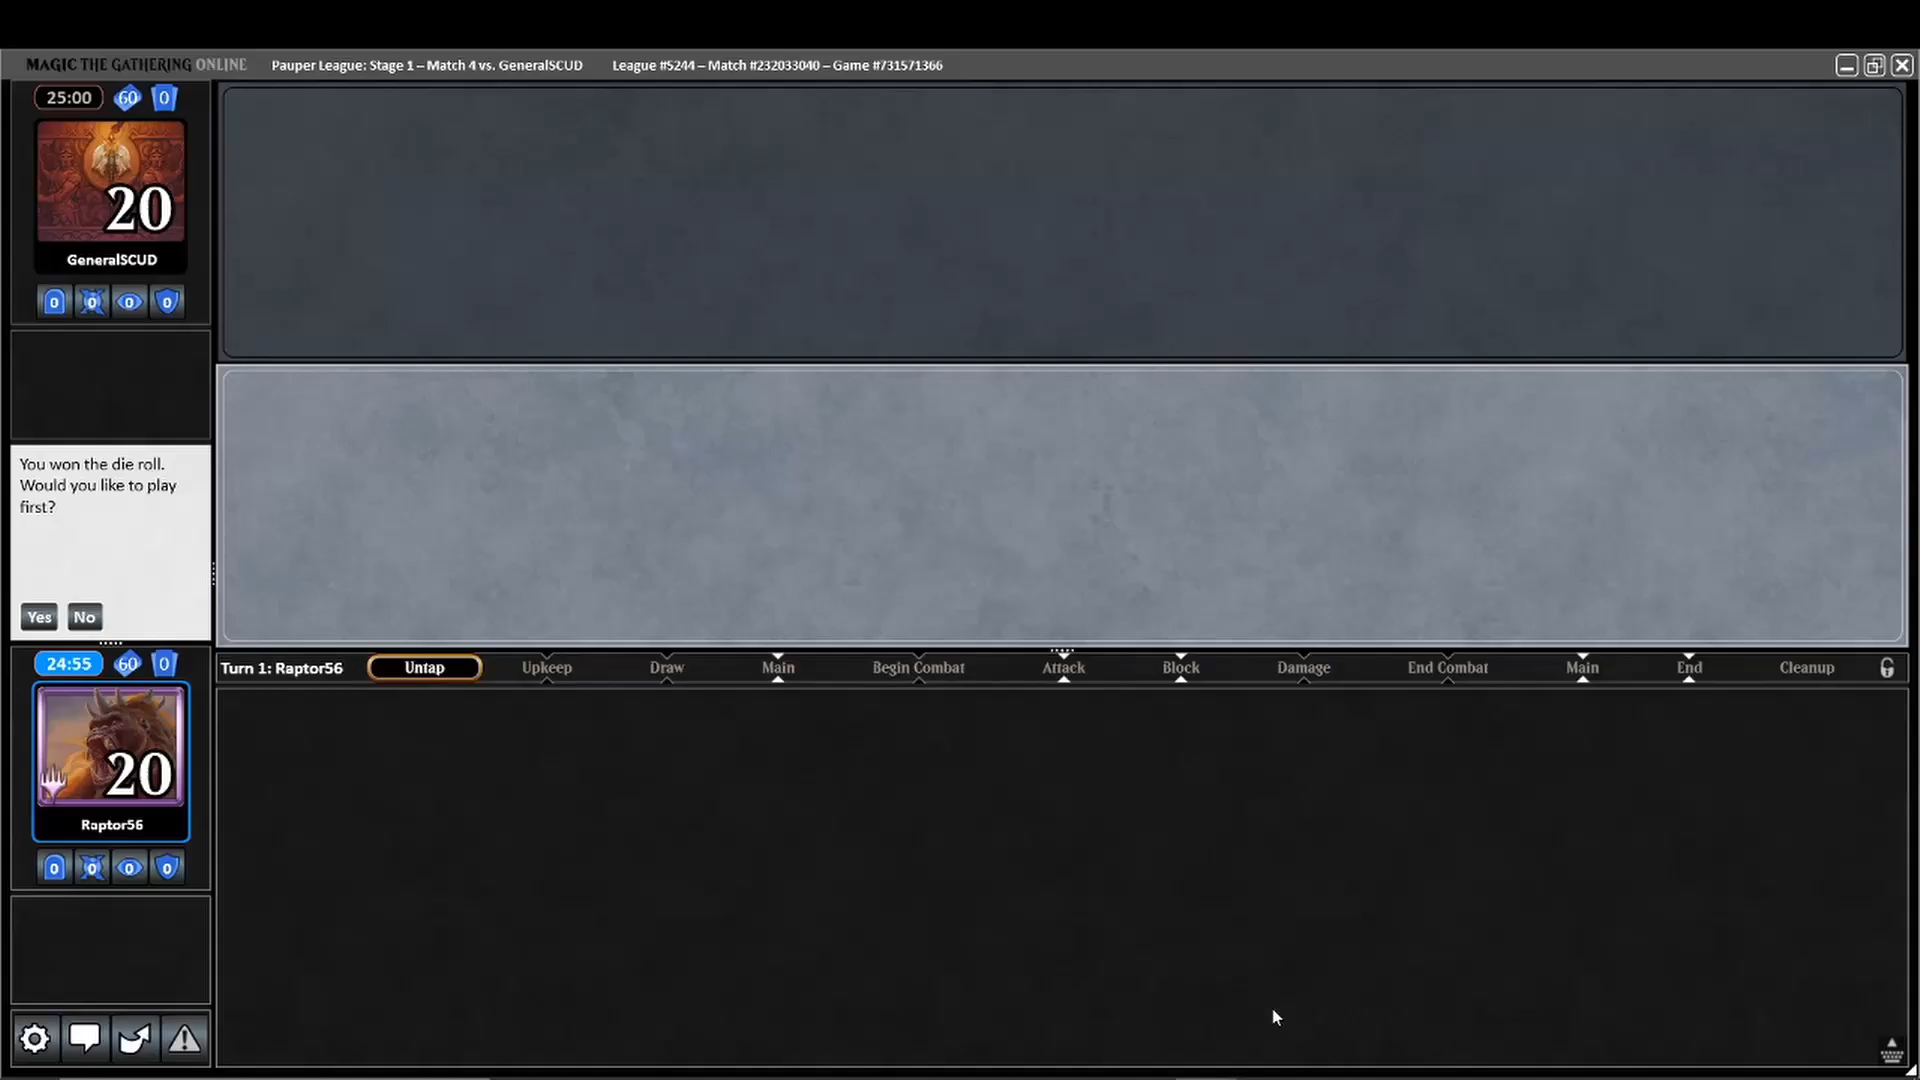 MAGIC THE GATHERING ONLINE Pauper League: Stage 1 – Match 4 vs. GeneralSCUD League #5244 – Match #232033040 – Game #731571366
25:00 60 0
20
GeneralSCUD
0 0 0 0
You won the die roll.
Would you like to play
first?
Yes No
24:55 60 0
Turn 1: Raptor56 Untap Upkeep Draw Main Begin Combat Attack Block Damage End Combat Main End Cleanup
20
Raptor56
0 0 0 0